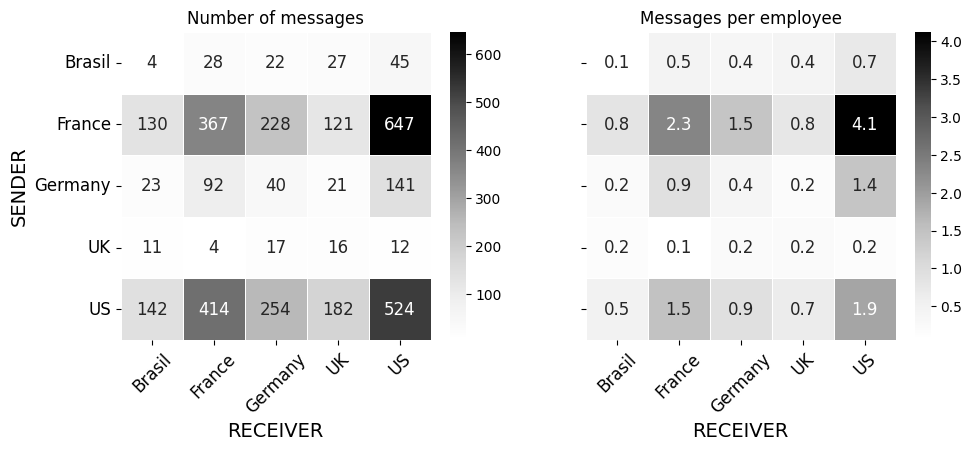 Number of messages
Messages per employee
SENDER
Brasil 4 28 22 27 45
France 130 367 228 121 647
Germany 23 92 40 21 141
UK 11 4 17 16 12
US 142 414 254 182 524
Brasil France Germany UK US
RECEIVER
600
500
400
300
200
100
0.1 0.5 0.4 0.4 0.7
0.8 2.3 1.5 0.8 4.1
0.2 0.9 0.4 0.2 1.4
0.2 0.1 0.2 0.2 0.2
0.5 1.5 0.9 0.7 1.9
Brasil France Germany UK US
RECEIVER
4.0
3.5
3.0
2.5
2.0
1.5
1.0
0.5